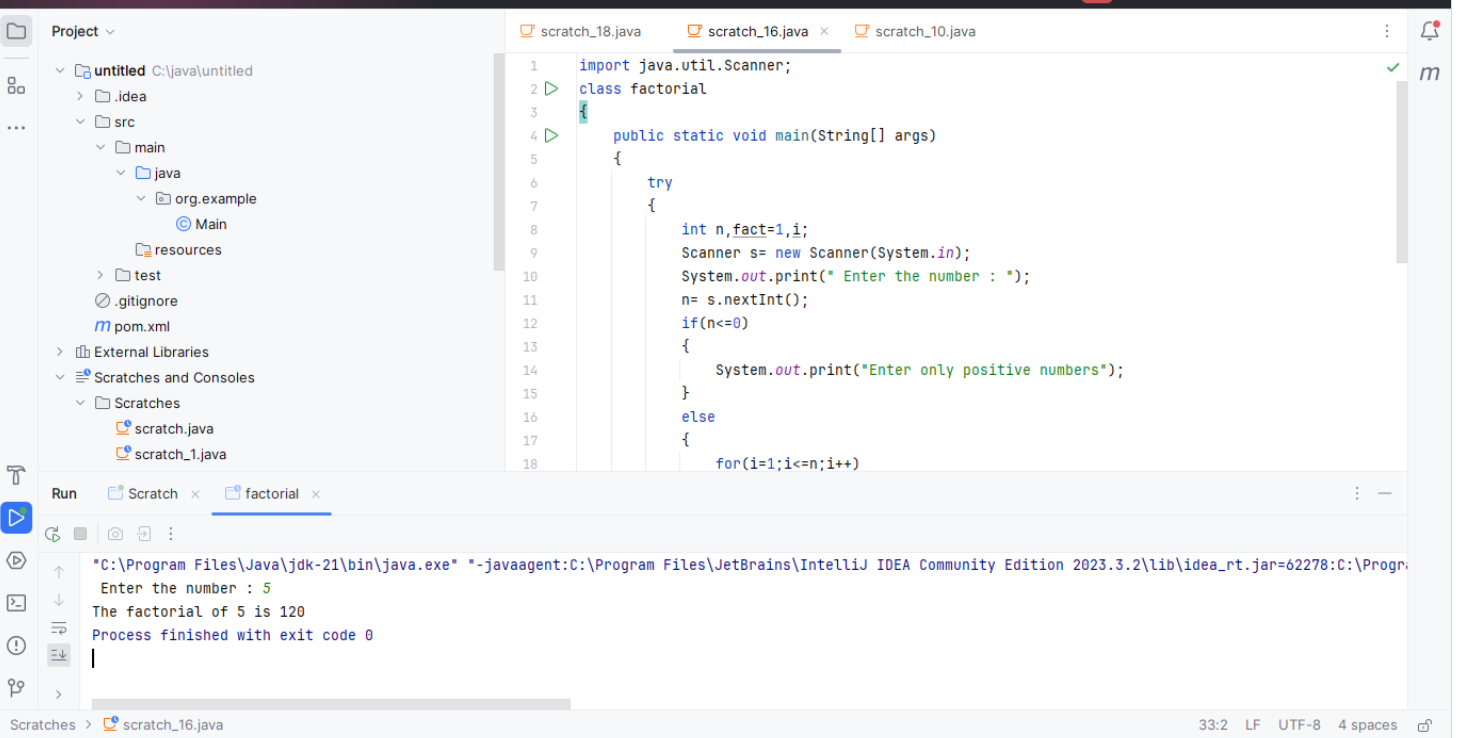 Project
untitled C:\java\untitled
.idea
src
main
java
org.example
Main
resources
test
.gitignore
pom.xml
External Libraries
Scratches and Consoles
Scratches
scratch.java
scratch_1.java
scratch_18.java scratch_16.java scratch_10.java
1 import java.util.Scanner;
2 class factorial
3 {
4 public static void main(String[] args)
5 {
6 try
7 {
8 int n,fact=1,i;
9 Scanner s= new Scanner(System.in);
10 System.out.print(" Enter the number : ");
11 n= s.nextInt();
12 if(n<=0)
13 {
14 System.out.print("Enter only positive numbers");
15 }
16 else
17 {
18 for(i=1;i<=n;i++)
m
Run Scratch factorial
"C:\Program Files\Java\jdk-21\bin\java.exe" "-javaagent:C:\Program Files\JetBrains\IntelliJ IDEA Community Edition 2023.3.2\lib\idea_rt.jar=62278:C:\Progra
Enter the number : 5
The factorial of 5 is 120
Process finished with exit code 0
Scratches > scratch_16.java 33:2 LF UTF-8 4 spaces